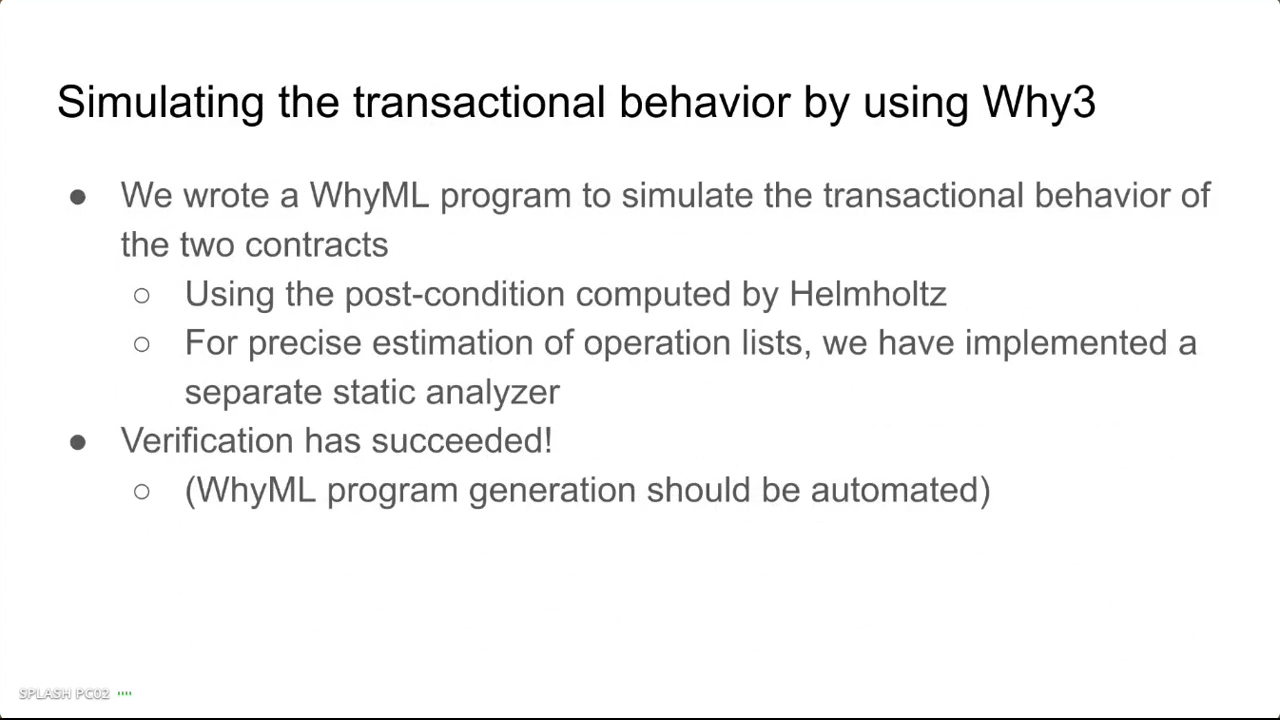 Simulating the transactional behavior by using Why3
● We wrote a WhyML program to simulate the transactional behavior of
the two contracts
○ Using the post-condition computed by Helmholtz
○ For precise estimation of operation lists, we have implemented a
separate static analyzer
● Verification has succeeded!
○ (WhyML program generation should be automated)
SPLASH PC02